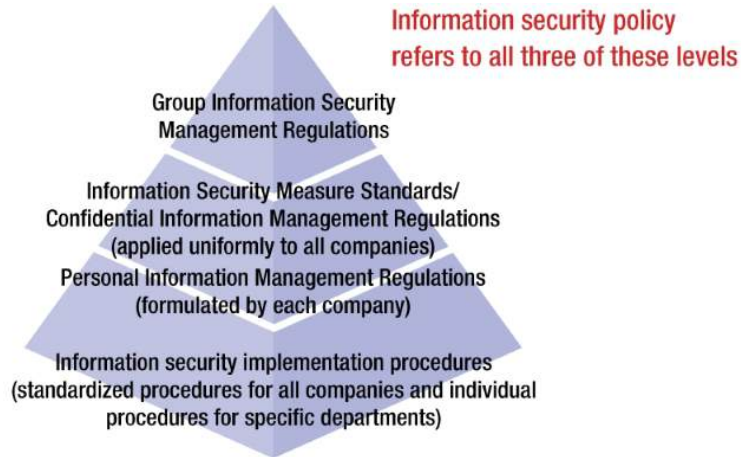 Information security policy
refers to all three of these levels
Group Information Security
Management Regulations
Information Security Measure Standards/
Confidential Information Management Regulations
(applied uniformly to all companies)
Personal Information Management Regulations
(formulated by each company)
Information security implementation procedures
(standardized procedures for all companies and individual
procedures for specific departments)